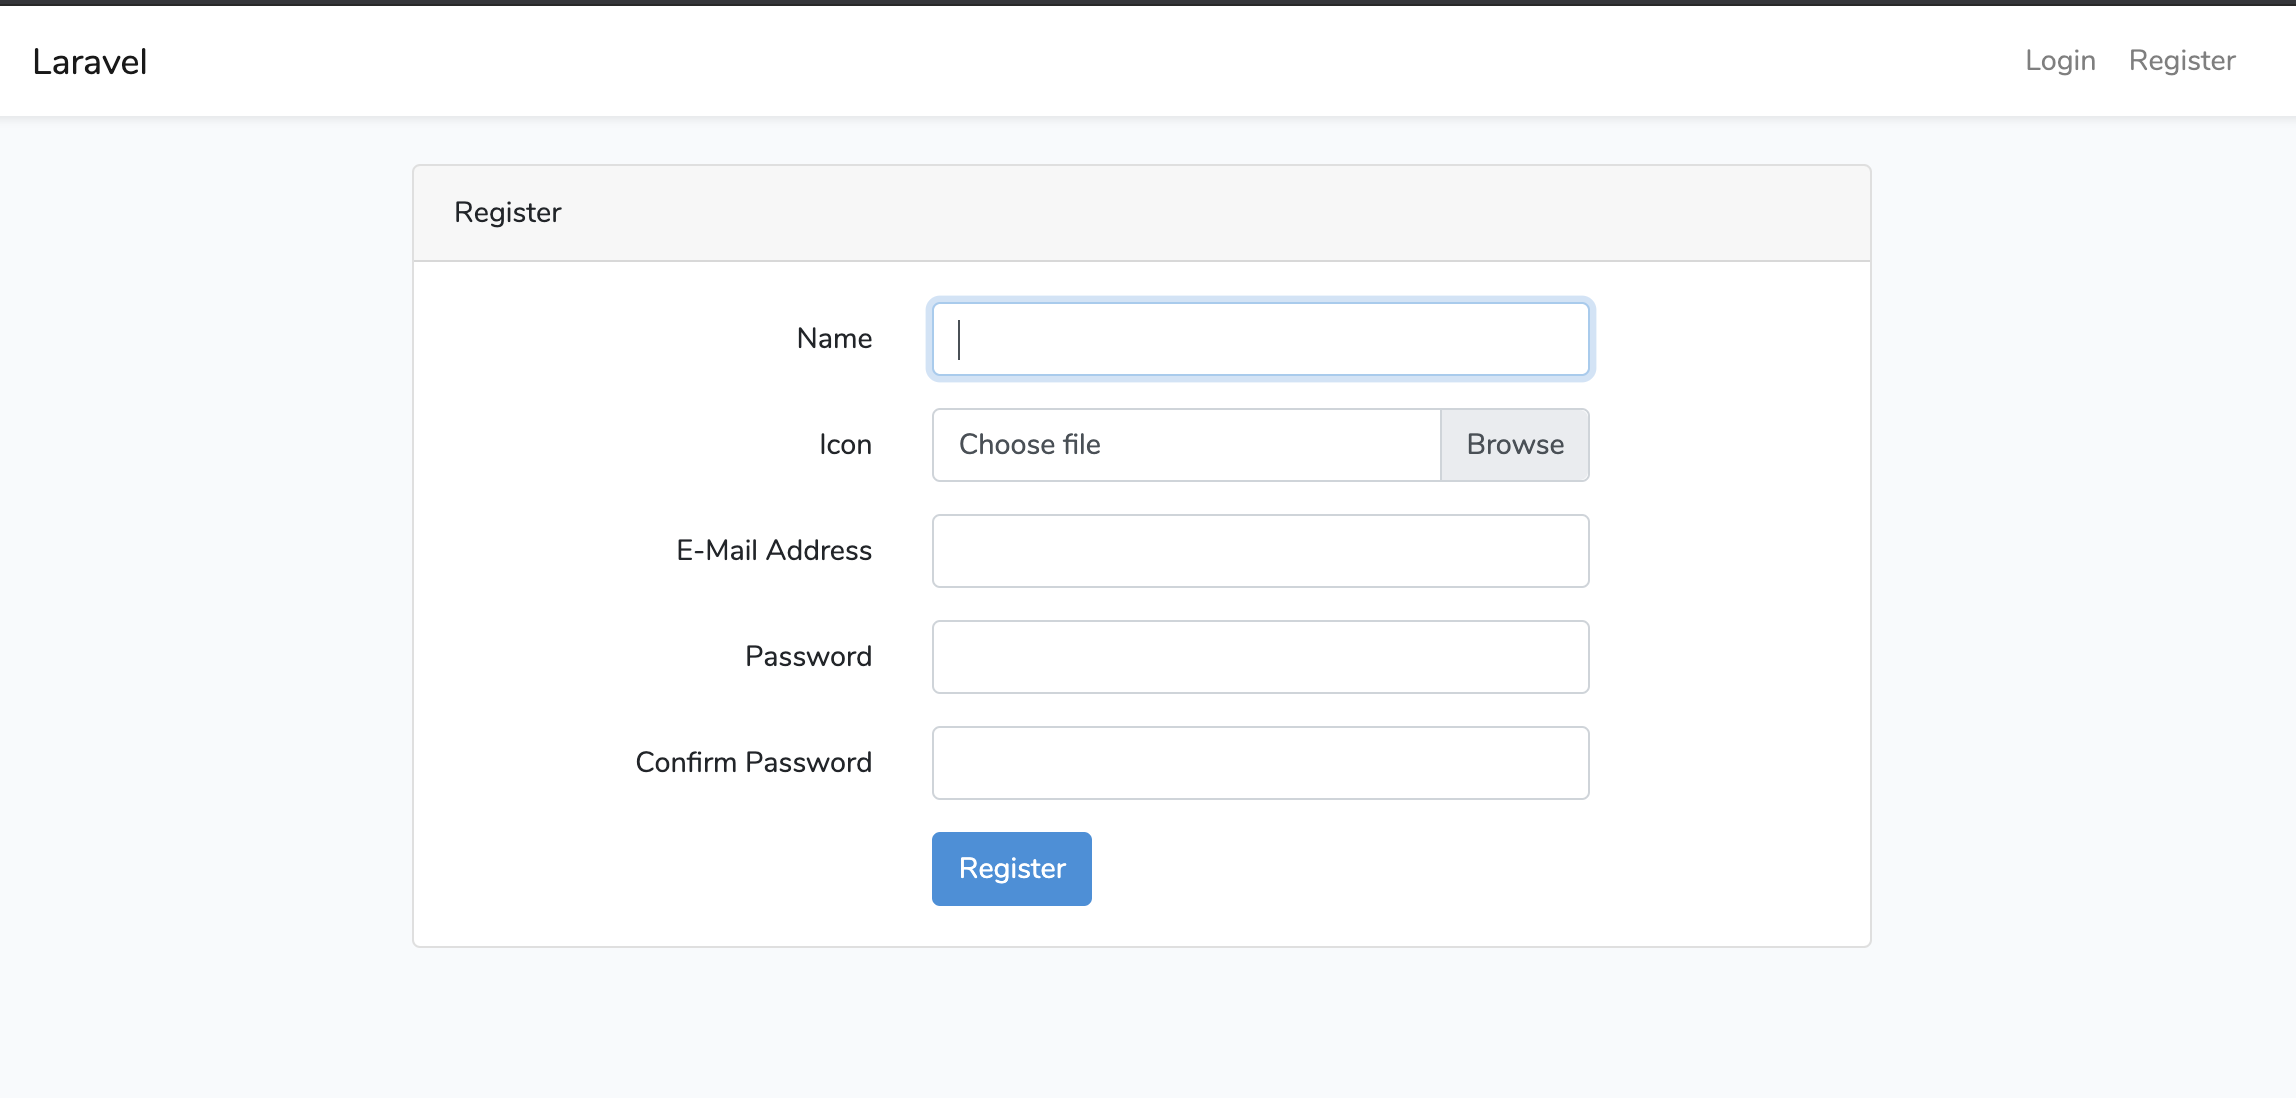 Laravel
Login Register
Register
Name
Icon Choose file Browse
E-Mail Address
Password
Confirm Password
Register